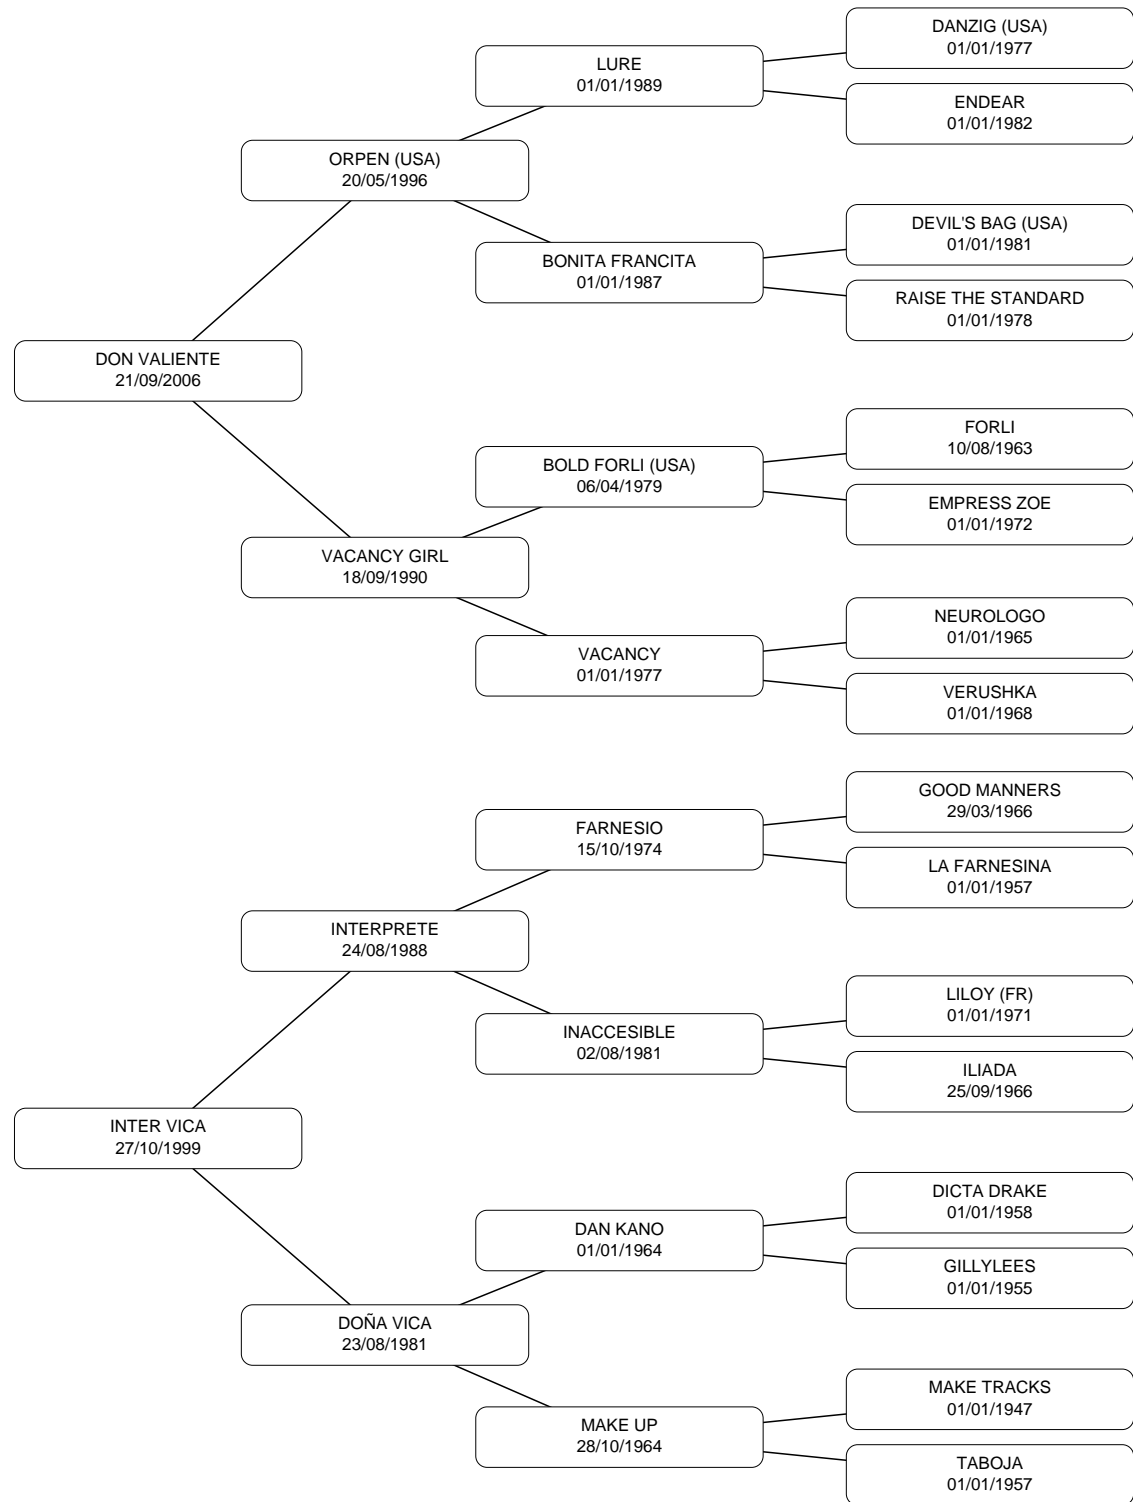 DANZIG (USA)
01/01/1977
LURE
01/01/1989
ENDEAR
01/01/1982
ORPEN (USA)
20/05/1996
DEVIL'S BAG (USA)
01/01/1981
BONITA FRANCITA
01/01/1987
RAISE THE STANDARD
01/01/1978
DON VALIENTE
21/09/2006
FORLI
10/08/1963
BOLD FORLI (USA)
06/04/1979
EMPRESS ZOE
01/01/1972
VACANCY GIRL
18/09/1990
NEUROLOGO
01/01/1965
VACANCY
01/01/1977
VERUSHKA
01/01/1968
GOOD MANNERS
29/03/1966
FARNESIO
15/10/1974
LA FARNESINA
01/01/1957
INTERPRETE
24/08/1988
LILOY (FR)
01/01/1971
INACCESIBLE
02/08/1981
ILIADA
25/09/1966
INTER VICA
27/10/1999
DICTA DRAKE
01/01/1958
DAN KANO
01/01/1964
GILLYLEES
01/01/1955
DOÑA VICA
23/08/1981
MAKE TRACKS
01/01/1947
MAKE UP
28/10/1964
TABOJA
01/01/1957